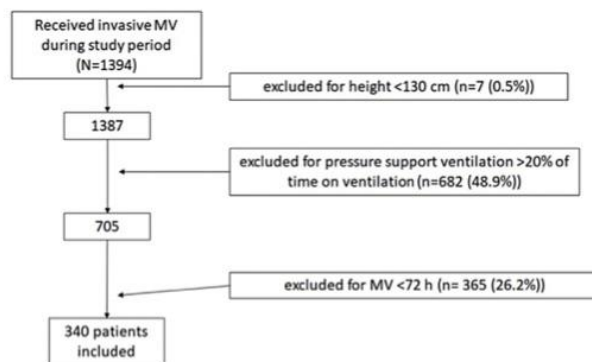 Received invasive MV
during study period
(N=1394)
excluded for height <130 cm (n=7 (0.5%))
1387
excluded for pressure support ventilation >20% of
time on ventilation (n=682 (48.9%))
705
excluded for MV <72 h (n= 365 (26.2%))
340 patients
included